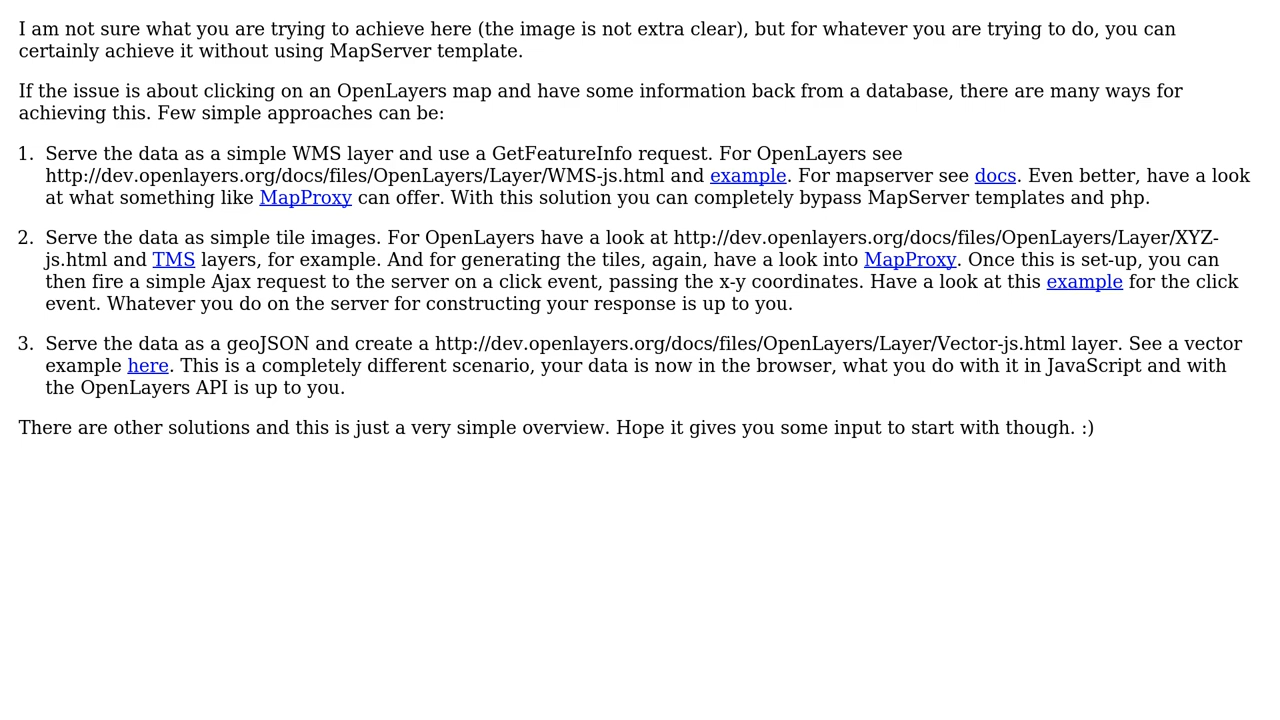 I am not sure what you are trying to achieve here (the image is not extra clear), but for whatever you are trying to do, you can
certainly achieve it without using MapServer template.
If the issue is about clicking on an OpenLayers map and have some information back from a database, there are many ways for
achieving this. Few simple approaches can be:
1. Serve the data as a simple WMS layer and use a GetFeatureInfo request. For OpenLayers see
http://dev.openlayers.org/docs/files/OpenLayers/Layer/WMS-js.html and example. For mapserver see docs. Even better, have a look
at what something like MapProxy can offer. With this solution you can completely bypass MapServer templates and php.
2. Serve the data as simple tile images. For OpenLayers have a look at http://dev.openlayers.org/docs/files/OpenLayers/Layer/XYZ-
js.html and TMS layers, for example. And for generating the tiles, again, have a look into MapProxy. Once this is set-up, you can
then fire a simple Ajax request to the server on a click event, passing the x-y coordinates. Have a look at this example for the click
event. Whatever you do on the server for constructing your response is up to you.
3. Serve the data as a geoJSON and create a http://dev.openlayers.org/docs/files/OpenLayers/Layer/Vector-js.html layer. See a vector
example here. This is a completely different scenario, your data is now in the browser, what you do with it in JavaScript and with
the OpenLayers API is up to you.
There are other solutions and this is just a very simple overview. Hope it gives you some input to start with though. :)